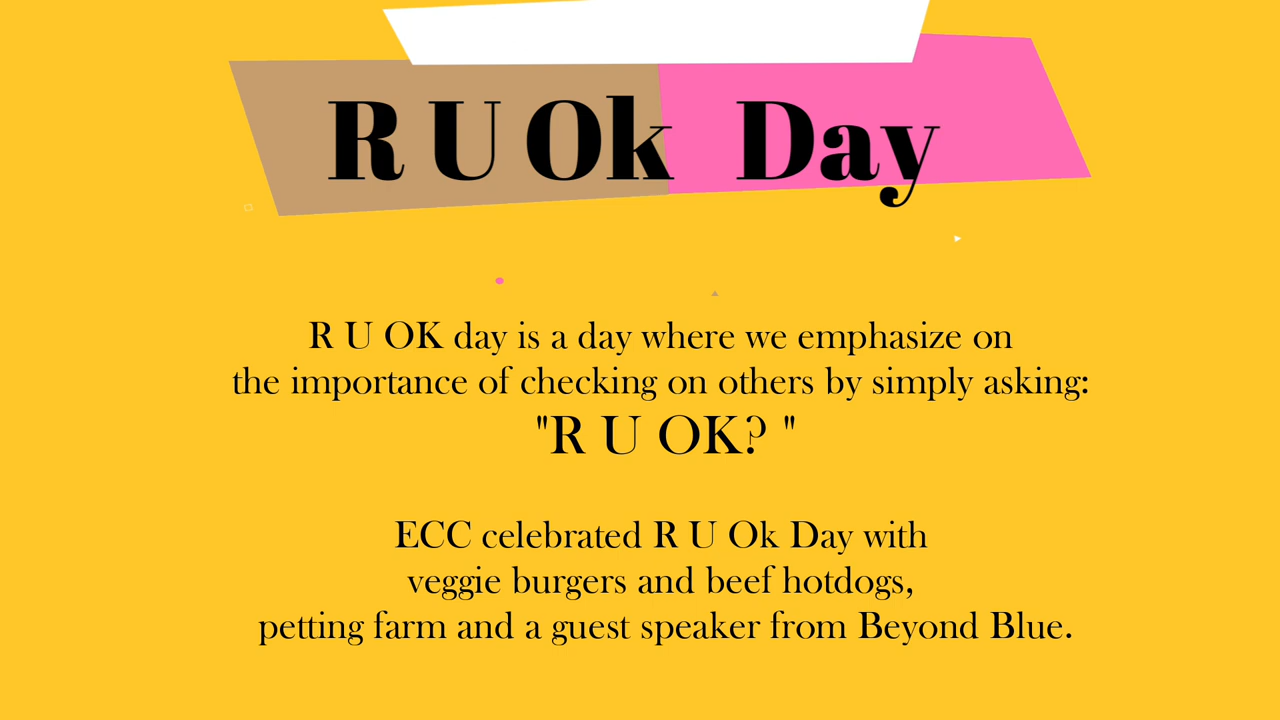 R U Ok Day
R U OK day is a day where we emphasize on
the importance of checking on others by simply asking:
"R U OK? "
ECC celebrated R U Ok Day with
veggie burgers and beef hotdogs,
petting farm and a guest speaker from Beyond Blue.